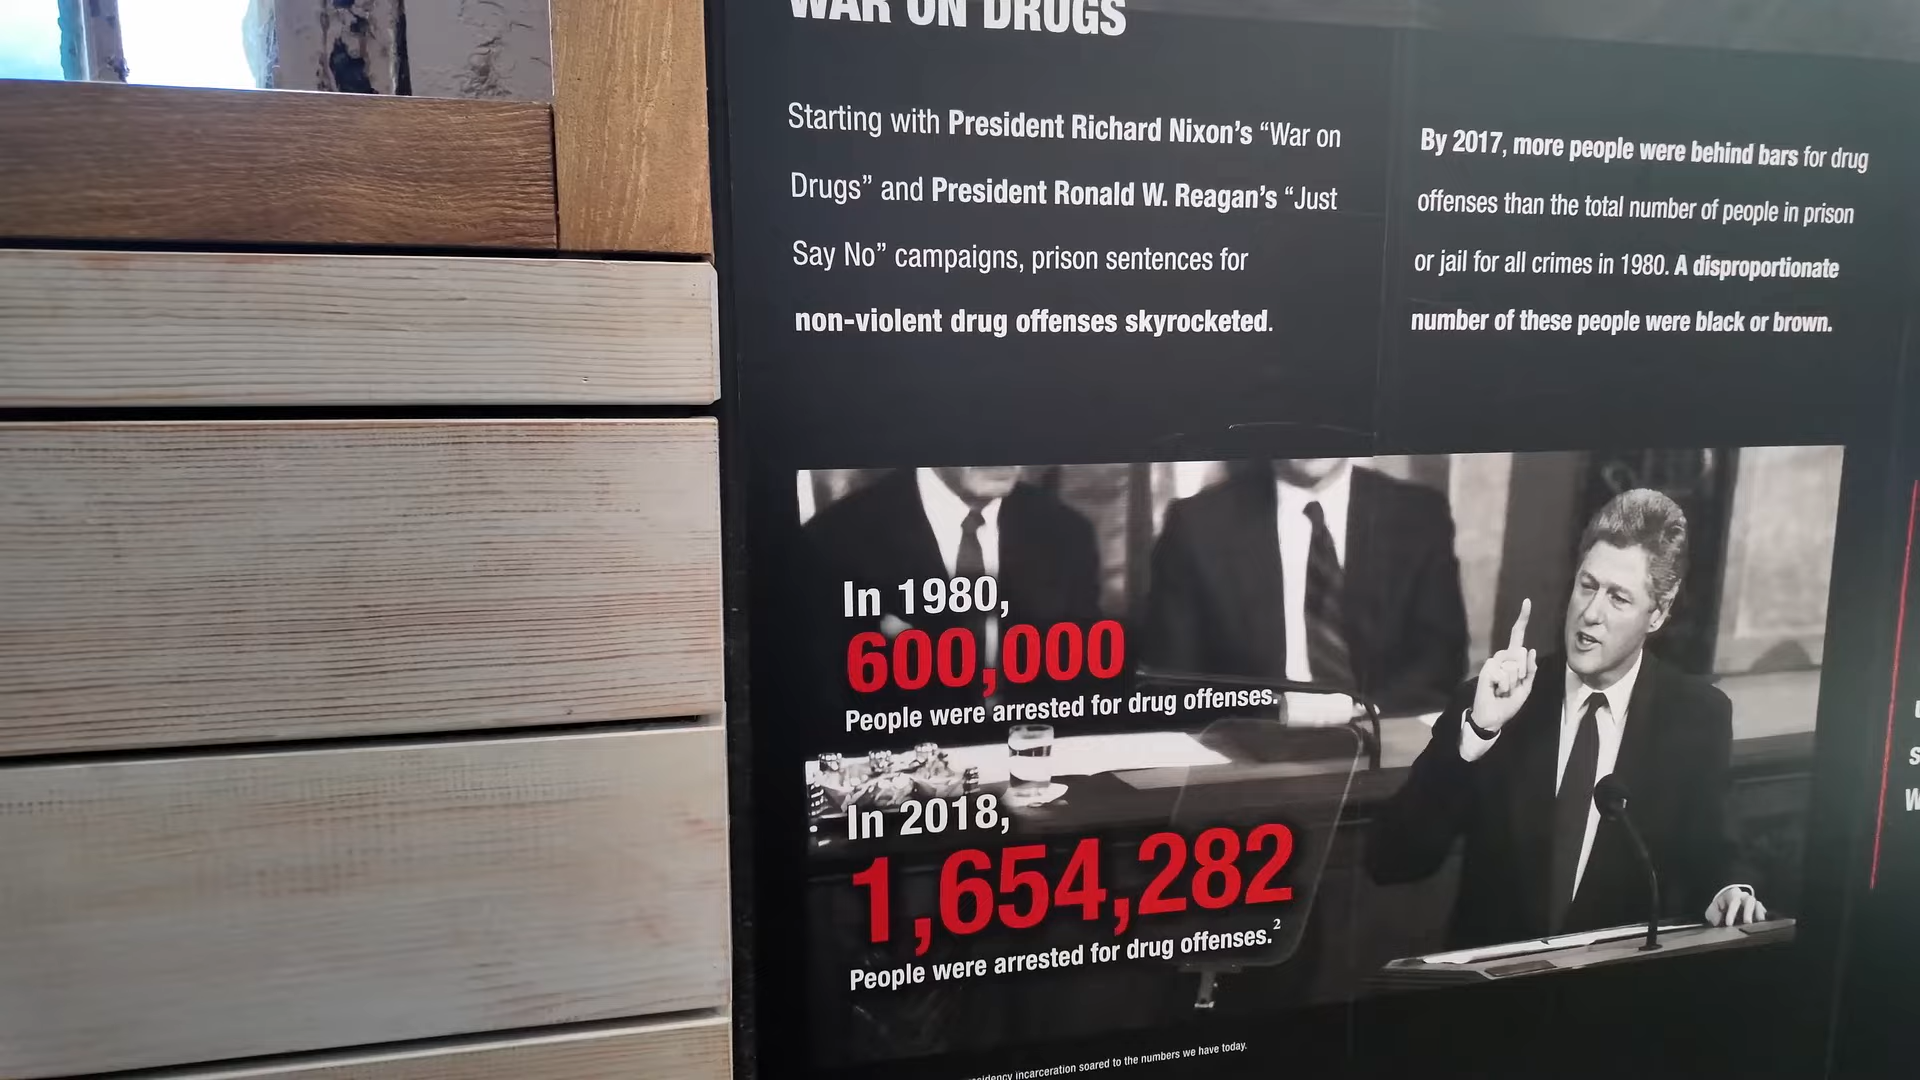 WAR ON DRUGS
Starting with President Richard Nixon's “War on
Drugs” and President Ronald W. Reagan's “Just
Say No” campaigns, prison sentences for
non-violent drug offenses skyrocketed.
By 2017, more people were behind bars for drug
offenses than the total number of people in prison
or jail for all crimes in 1980. A disproportionate
number of these people were black or brown.
In 1980,
600,000
People were arrested for drug offenses.
In 2018,
1,654,282
People were arrested for drug offenses.²
incarceration soared to the numbers we have today.